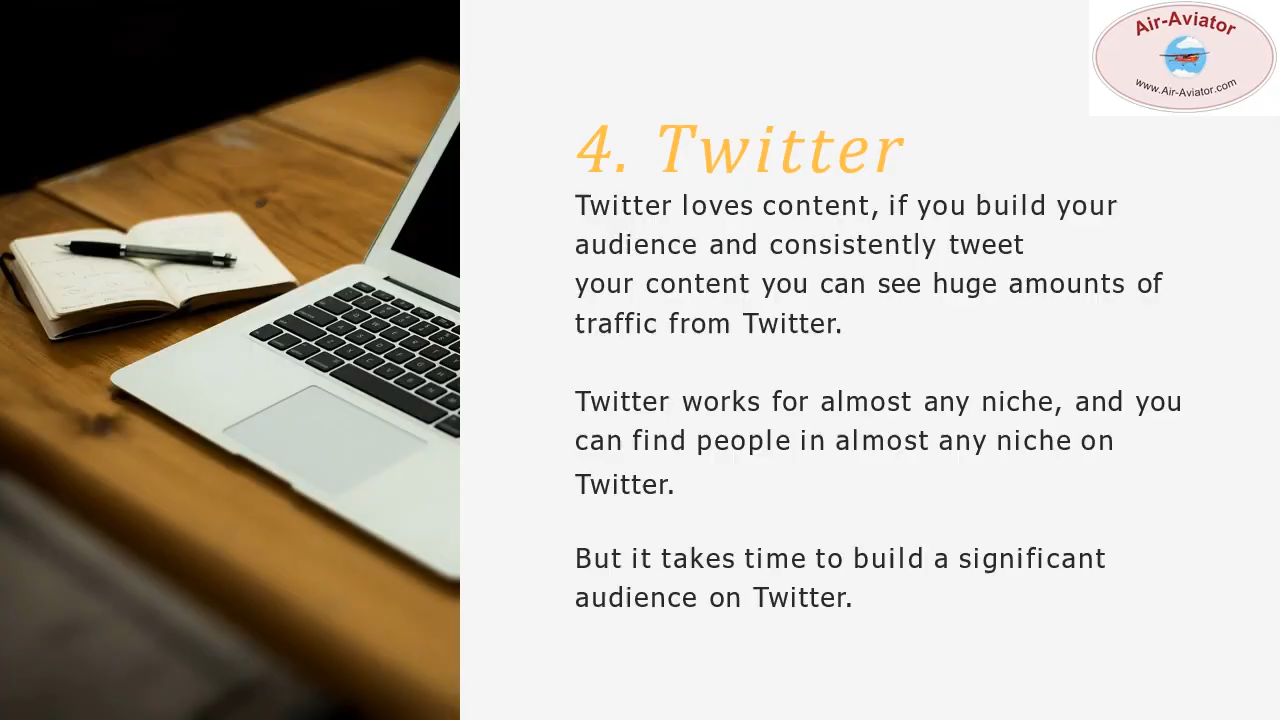 Air-Aviator
www.Air-Aviator.com
4. Twitter
Twitter loves content, if you build your
audience and consistently tweet
your content you can see huge amounts of
traffic from Twitter.
Twitter works for almost any niche, and you
can find people in almost any niche on
Twitter.
But it takes time to build a significant
audience on Twitter.